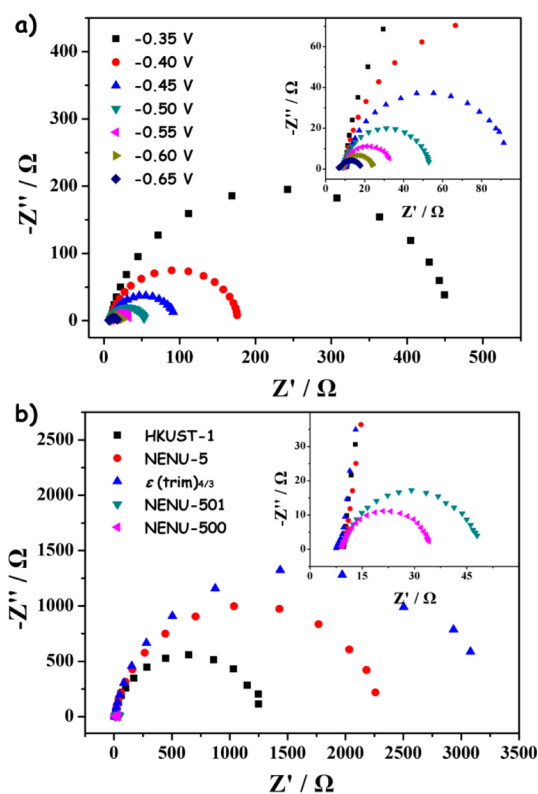 a)
-0.35 V
-0.40 V
-0.45 V
-0.50 V
-0.55 V
-0.60 V
-0.65 V
400
300
200
100
0
-Z'' / Ω
0 100 200 300 400 500
Z' / Ω
60
40
20
0
-Z'' / Ω
0 20 40 60 80
Z' / Ω
b)
HKUST-1
NENU-5
ε(trim)4/3
NENU-501
NENU-500
2500
2000
1500
1000
500
0
-Z'' / Ω
0 500 1000 1500 2000 2500 3000 3500
Z' / Ω
30
20
10
0
-Z'' / Ω
15 30 45
Z' / Ω